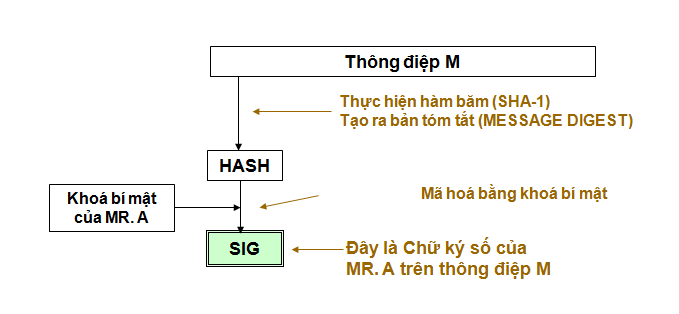 Thông điệp M
Thực hiện hàm băm (SHA-1)
Tạo ra bản tóm tắt (MESSAGE DIGEST)
HASH
Khoá bí mật
của MR. A
Mã hoá bằng khoá bí mật
SIG
Đây là Chữ ký số của
MR. A trên thông điệp M